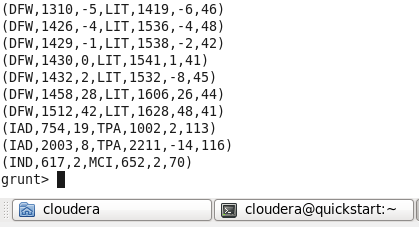 (DFW,1310,-5,LIT,1419,-6,46)
(DFW,1426,-4,LIT,1536,-4,48)
(DFW,1429,-1,LIT,1538,-2,42)
(DFW,1430,0,LIT,1541,1,41)
(DFW,1432,2,LIT,1532,-8,45)
(DFW,1458,28,LIT,1606,26,44)
(DFW,1512,42,LIT,1628,48,41)
(IAD,754,19,TPA,1002,2,113)
(IAD,2003,8,TPA,2211,-14,116)
(IND,617,2,MCI,652,2,70)
grunt>
cloudera
cloudera@quickstart:~